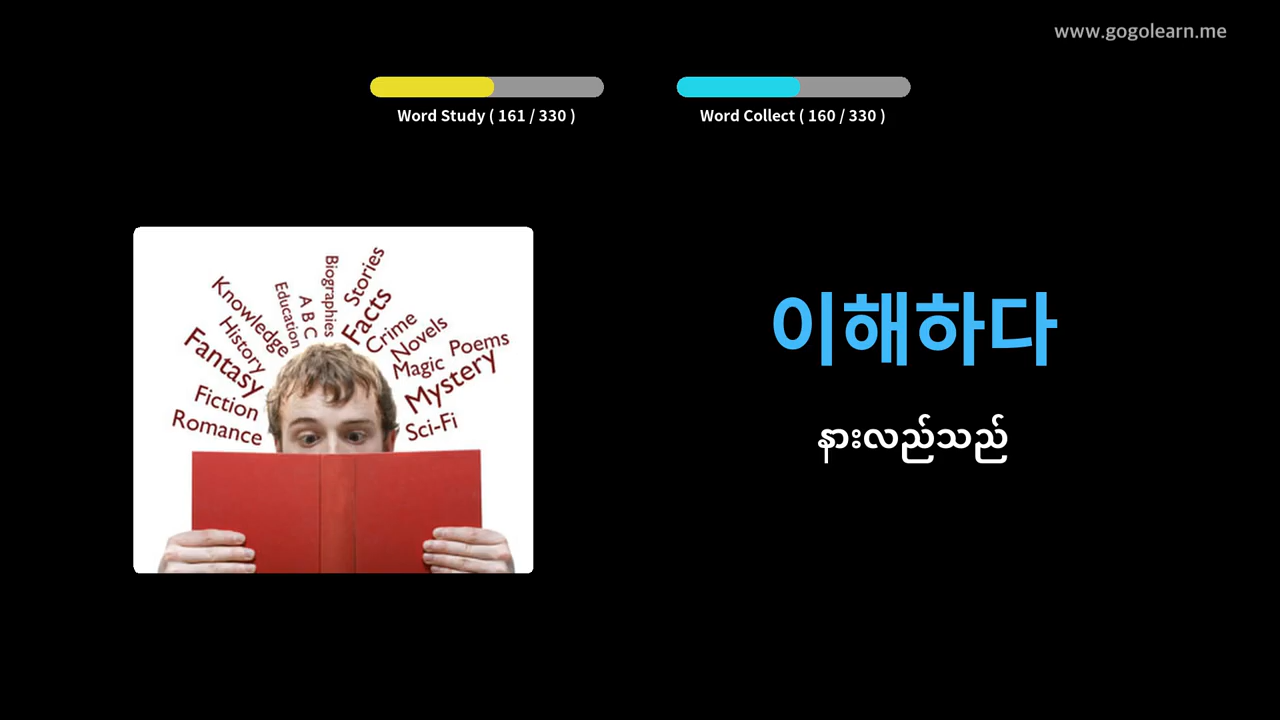 www.gogolearn.me
Word Study ( 161 / 330 )
Word Collect ( 160 / 330 )
Biographies
Stories
Knowledge
Education
A B C
Facts
Crime
History
Novels
Fantasy
Magic
Poems
Mystery
Fiction
Romance
Sci-Fi
이해하다
နားလည်သည်